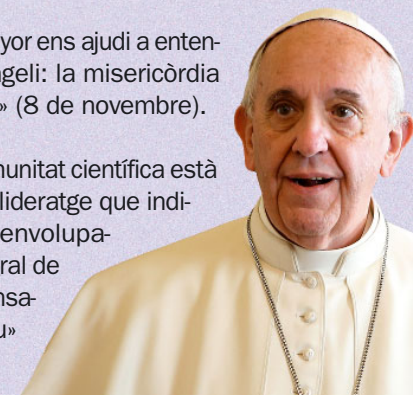 yor ens ajudi a enten-
geli: la misericòrdia
» (8 de novembre).
munitat científica està
lideratge que indi-
envolupa-
ral de
nsa-
u»